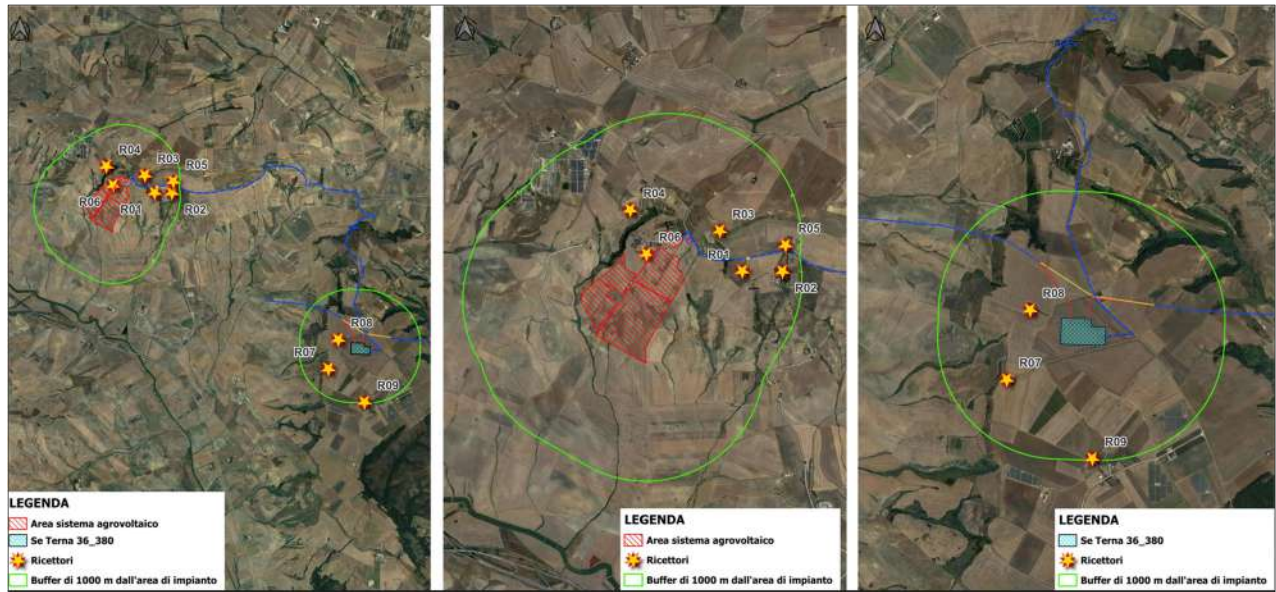 R04
R03
R05
R06
R01
R02
R08
R07
R09
LEGENDA
Area sistema agrovoltaico
Se Terna 36_380
Ricettori
Buffer di 1000 m dall'area di impianto
R04
R03
R06
R01
R05
R02
LEGENDA
Area sistema agrovoltaico
Ricettori
Buffer di 1000 m dall'area di impianto
R08
R07
R09
LEGENDA
Se Terna 36_380
Ricettori
Buffer di 1000 m dall'area di impianto